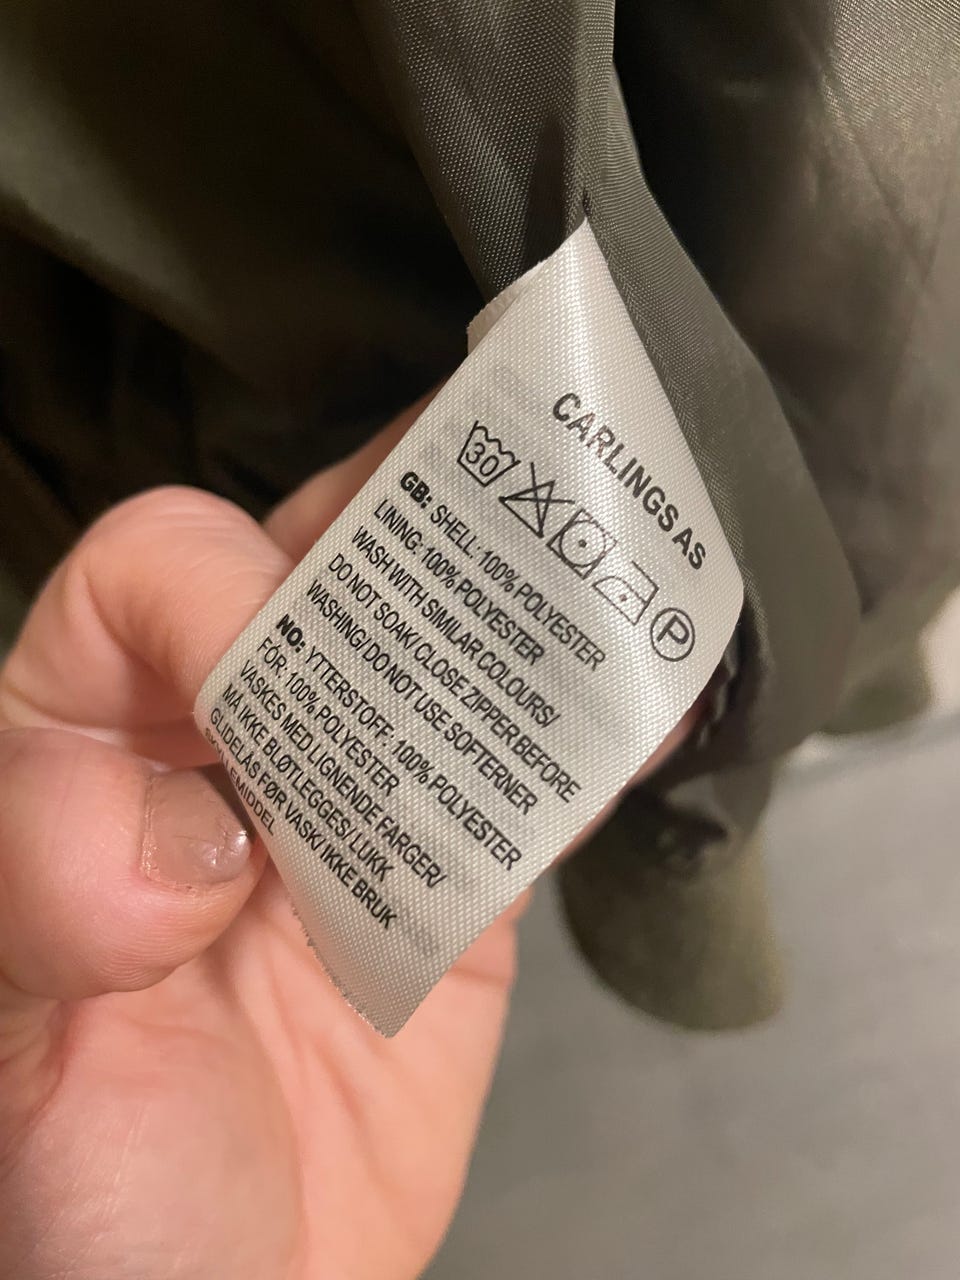 CARLINGS AS
30 P
GB: SHELL: 100% POLYESTER
LINING: 100% POLYESTER
WASH WITH SIMILAR COLOURS/
DO NOT SOAK/ CLOSE ZIPPER BEFORE
WASHING/ DO NOT USE SOFTERNER
NO: YTTERSTOFF: 100% POLYESTER
FÓR: 100% POLYESTER
VASKES MED LIGNENDE FARGER/
MÅ IKKE BLØTLEGGES/ LUKK
GLIDELÅS FØR VASK/ IKKE BRUK
SKYLLEMIDDEL